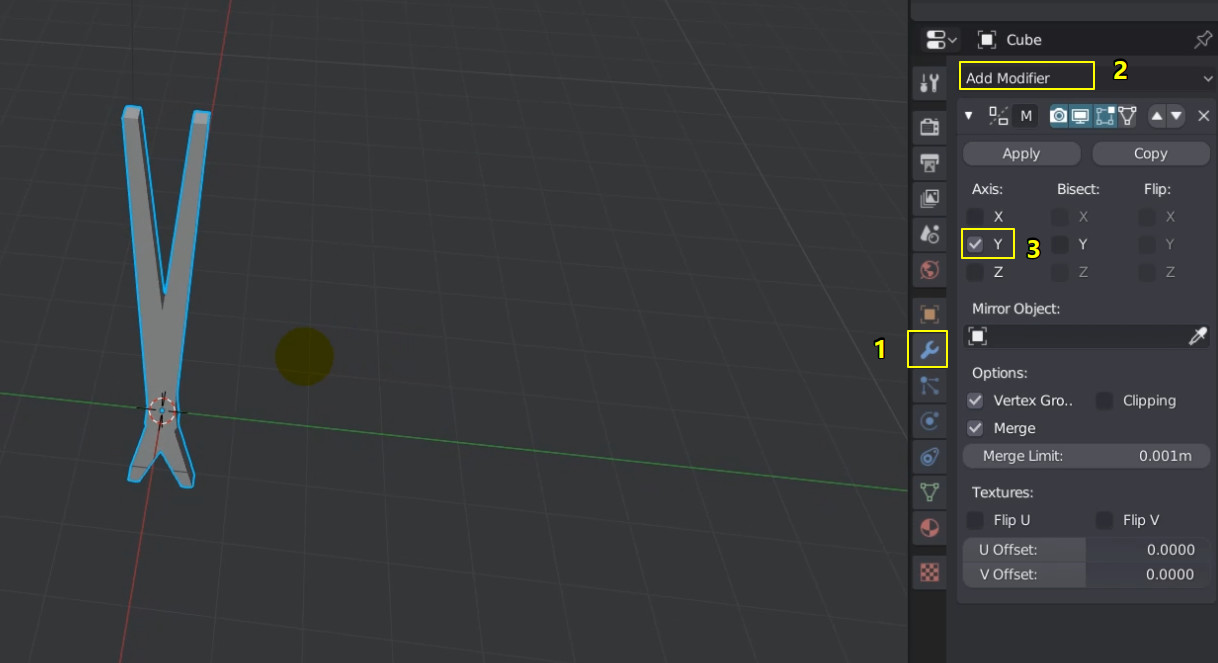 Cube
Add Modifier 2
M
Apply Copy
Axis: Bisect: Flip:
X X X
Y 3 Y Y
Z Z Z
Mirror Object:
1
Options:
Vertex Gro.. Clipping
Merge
Merge Limit: 0.001m
Textures:
Flip U Flip V
U Offset: 0.0000
V Offset: 0.0000